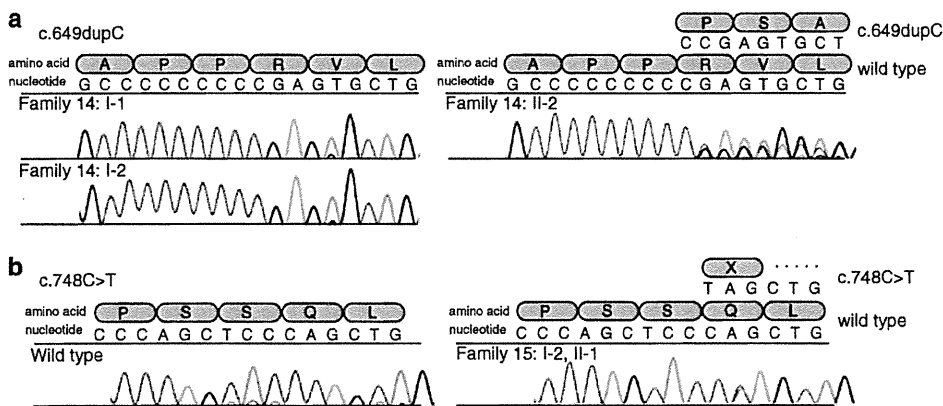 a
c.649dupC
P S A
C C G A G T G C T
c.649dupC
amino acid A P P R V L
nucleotide G C C C C C C C C C G A G T G C T G
Family 14: I-1
Family 14: I-2
amino acid A P P R V L
wild type
nucleotide G C C C C C C C C C G A G T G C T G
Family 14: II-2
b
c.748C>T
X .....
T A G C T G
c.748C>T
amino acid P S S Q L
nucleotide C C C A G C T C C C A G C T G
Wild type
amino acid P S S Q L
wild type
nucleotide C C C A G C T C C C A G C T G
Family 15: I-2, II-1